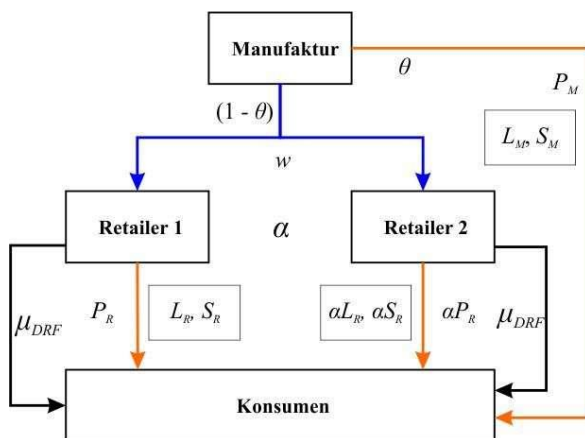 Manufaktur
θ
P_M
(1 - θ)
L_M, S_M
w
Retailer 1
α
Retailer 2
μ_DRF
P_R
L_R, S_R
αL_R, αS_R
αP_R
μ_DRF
Konsumen